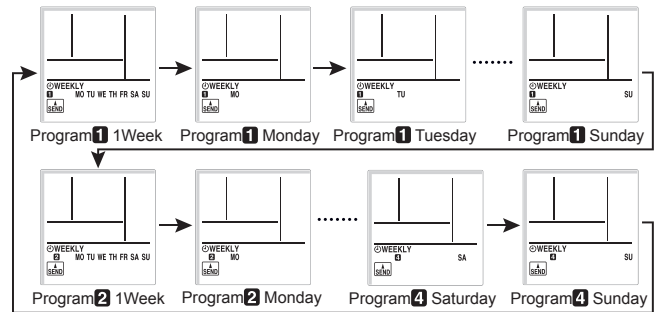 WEEKLY
1 MO TU WE TH FR SA SU
SEND
Program 1 1Week
WEEKLY
1 MO
SEND
Program 1 Monday
WEEKLY
1 TU
SEND
Program 1 Tuesday
WEEKLY
1 SU
SEND
Program 1 Sunday
WEEKLY
2 MO TU WE TH FR SA SU
SEND
Program 2 1Week
WEEKLY
2 MO
SEND
Program 2 Monday
WEEKLY
4 SA
SEND
Program 4 Saturday
WEEKLY
4 SU
SEND
Program 4 Sunday